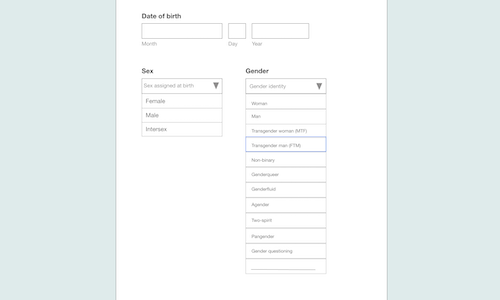 Date of birth
Month
Day
Year
Sex
Sex assigned at birth
Female
Male
Intersex
Gender
Gender identity
Woman
Man
Transgender woman (MTF)
Transgender man (FTM)
Non-binary
Genderqueer
Genderfluid
Agender
Two-spirit
Pangender
Gender questioning